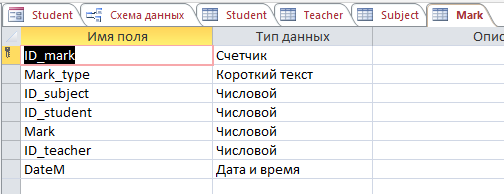 Student Схема данных Student Teacher Subject Mark
Имя поля Тип данных Опис
ID_mark Счетчик
Mark_type Короткий текст
ID_subject Числовой
ID_student Числовой
Mark Числовой
ID_teacher Числовой
DateM Дата и время